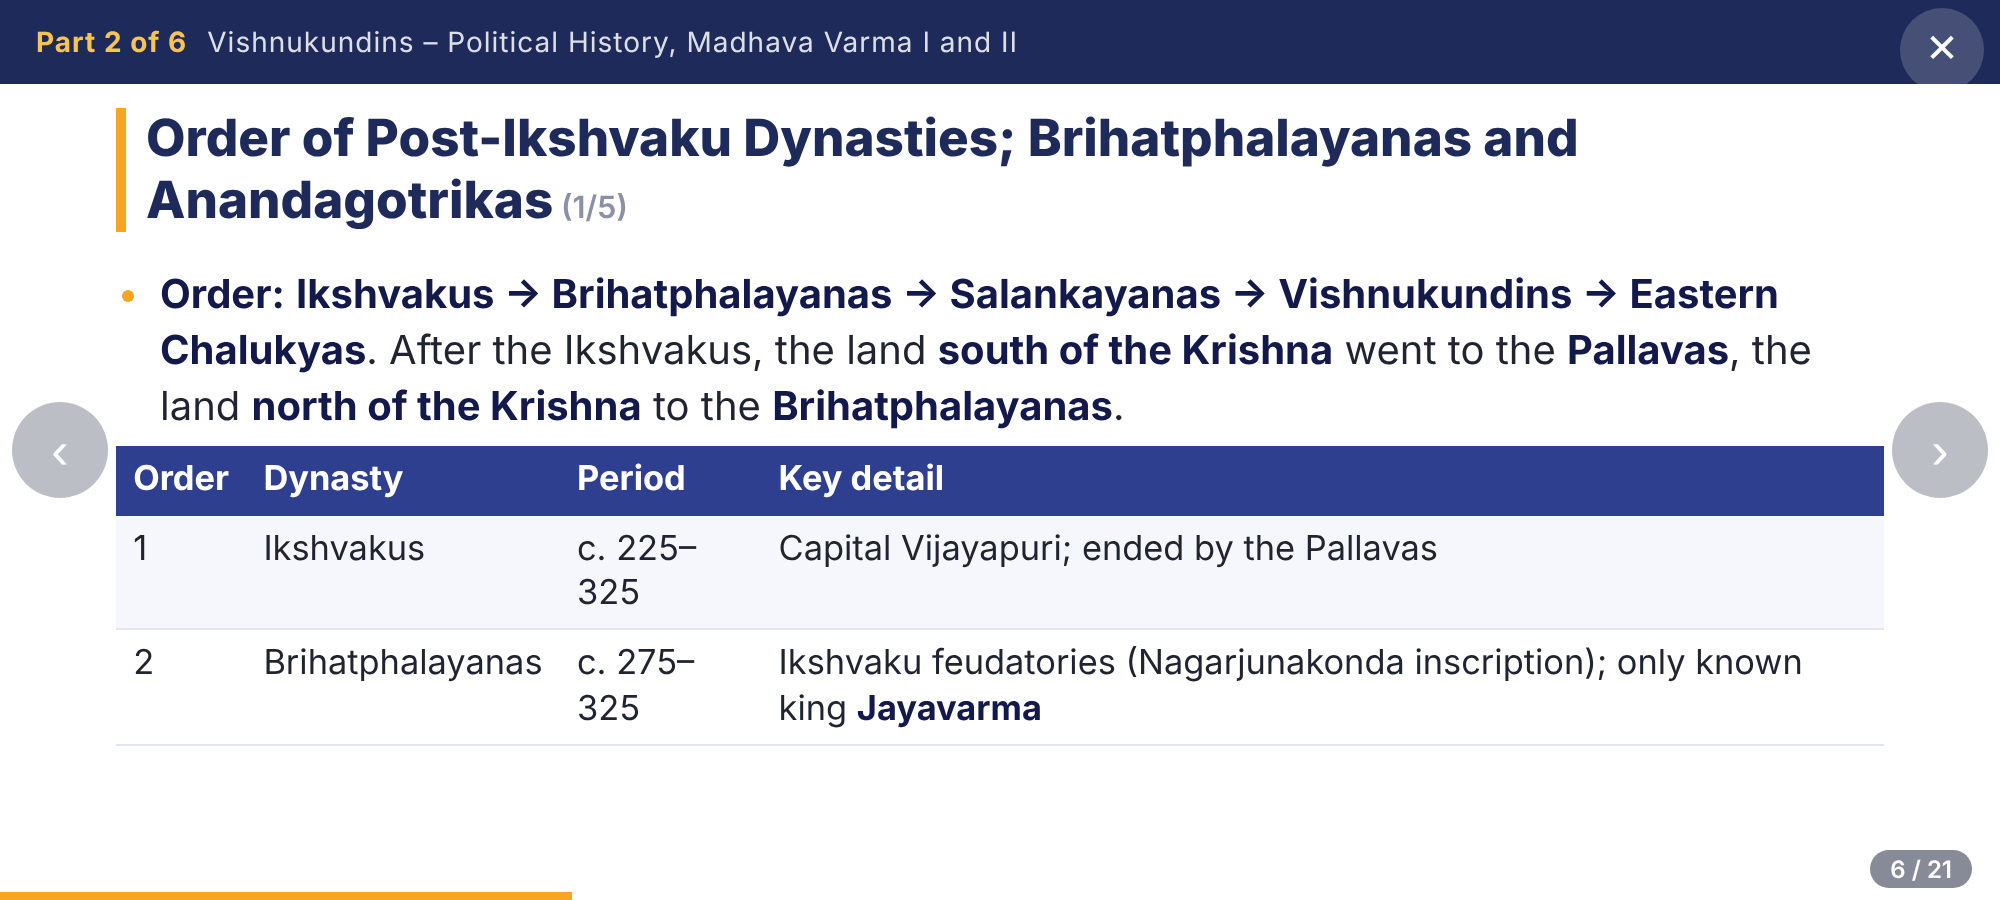 Part 2 of 6 Vishnukundins – Political History, Madhava Varma I and II
×
Order of Post-Ikshvaku Dynasties; Brihatphalayanas and
Anandagotrikas (1/5)
• Order: Ikshvakus → Brihatphalayanas → Salankayanas → Vishnukundins → Eastern
Chalukyas. After the Ikshvakus, the land south of the Krishna went to the Pallavas, the
land north of the Krishna to the Brihatphalayanas.
‹
›
Order Dynasty Period Key detail
1 Ikshvakus c. 225– Capital Vijayapuri; ended by the Pallavas
325
2 Brihatphalayanas c. 275– Ikshvaku feudatories (Nagarjunakonda inscription); only known
325 king Jayavarma
6 / 21